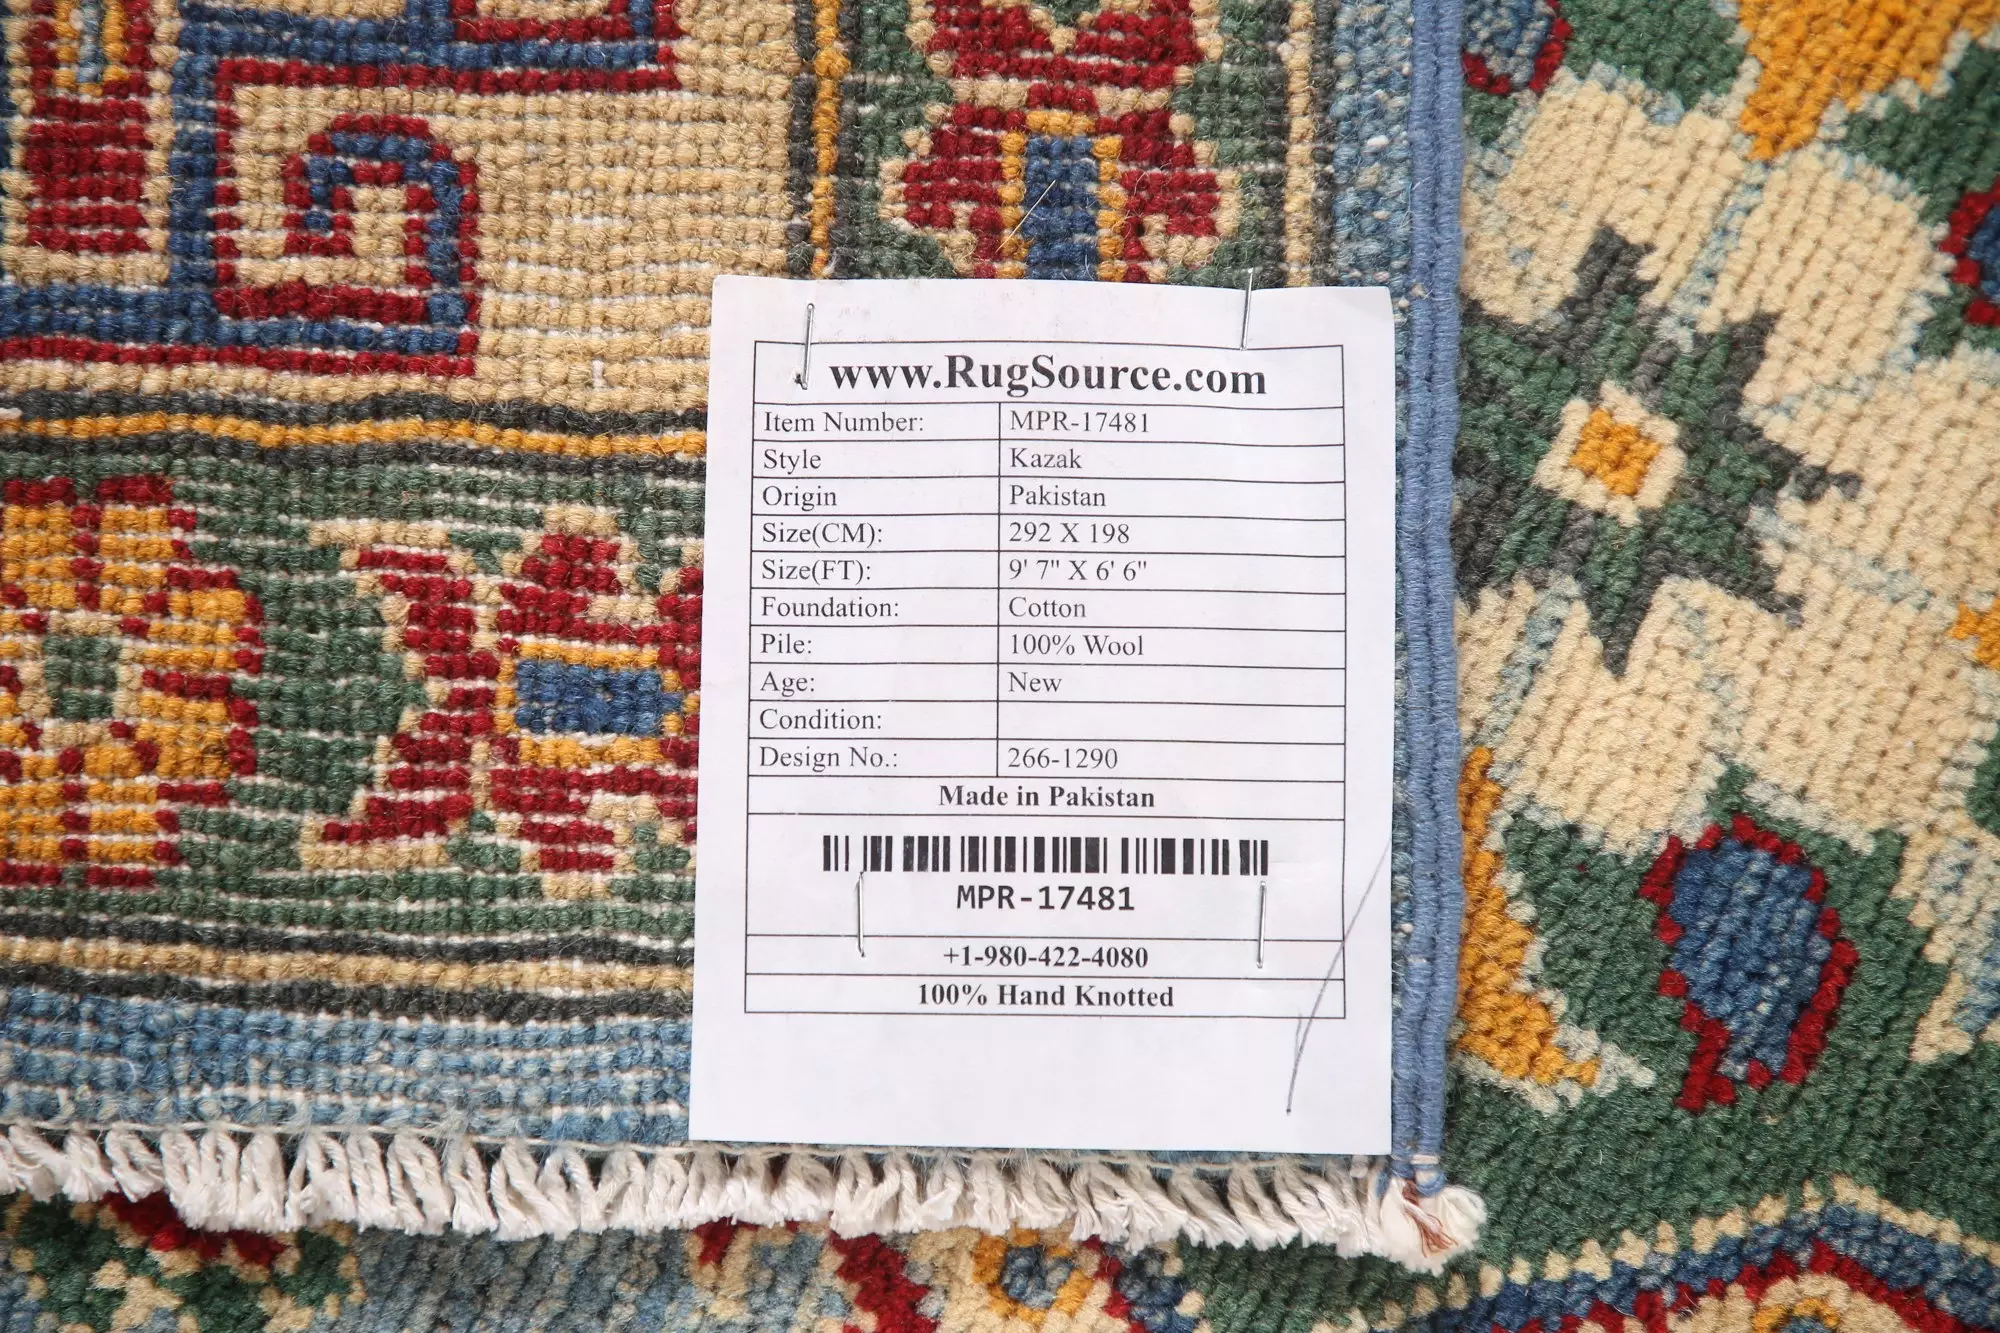 www.RugSource.com
Item Number: MPR-17481
Style Kazak
Origin Pakistan
Size(CM): 292 X 198
Size(FT): 9' 7" X 6' 6"
Foundation: Cotton
Pile: 100% Wool
Age: New
Condition:
Design No.: 266-1290
Made in Pakistan
MPR-17481
+1-980-422-4080
100% Hand Knotted